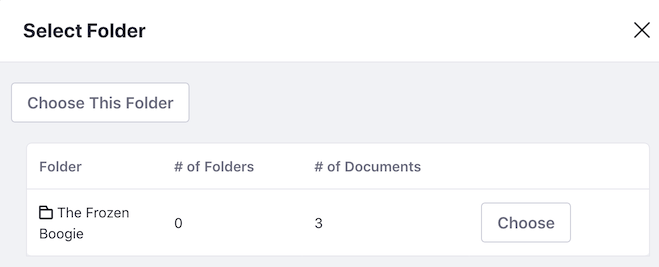 Select Folder
Choose This Folder
Folder # of Folders # of Documents
The Frozen
Boogie
0 3 Choose